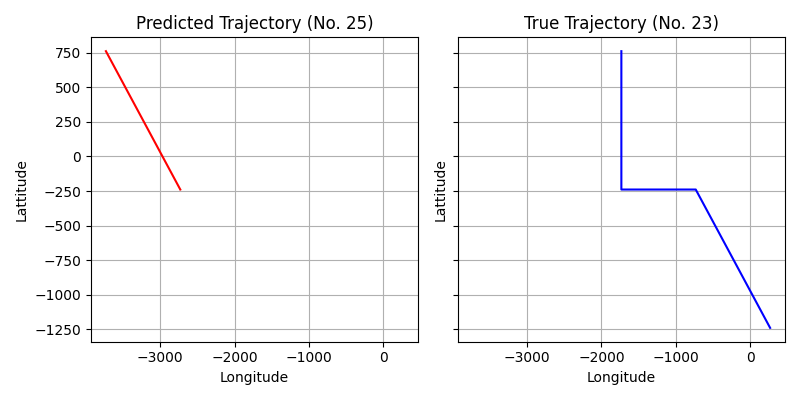 Predicted Trajectory (No. 25)
True Trajectory (No. 23)
Lattitude
750
500
250
0
−250
−500
−750
−1000
−1250
−3000
−2000
−1000
0
Longitude
Lattitude
−3000
−2000
−1000
0
Longitude